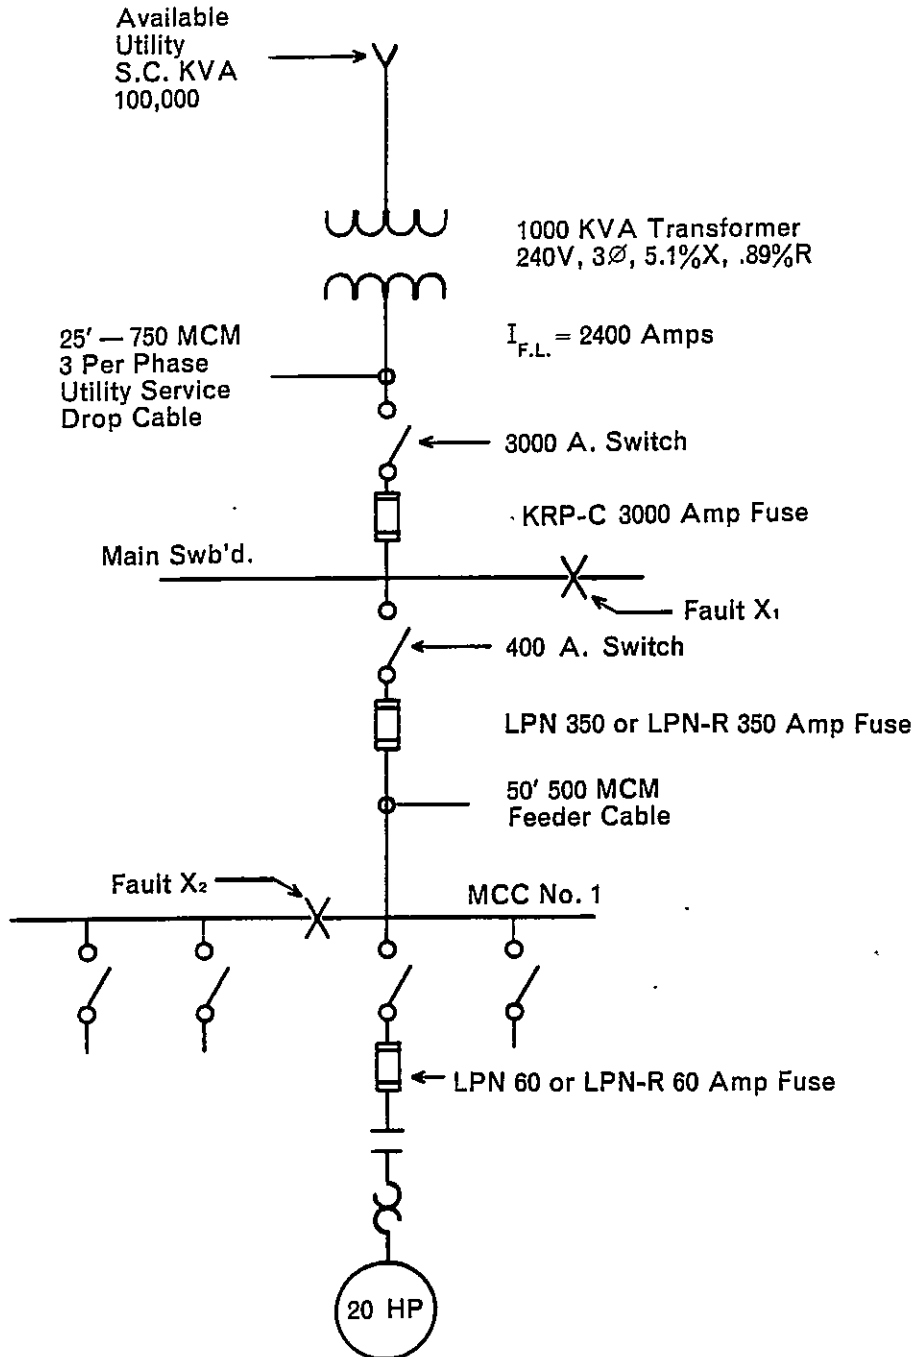 Available
Utility
S.C. KVA
100,000
1000 KVA Transformer
240V, 3Ø, 5.1%X, .89%R
I F.L. = 2400 Amps
25' — 750 MCM
3 Per Phase
Utility Service
Drop Cable
3000 A. Switch
KRP-C 3000 Amp Fuse
Main Swb'd.
Fault X₁
400 A. Switch
LPN 350 or LPN-R 350 Amp Fuse
50' 500 MCM
Feeder Cable
Fault X₂
MCC No. 1
LPN 60 or LPN-R 60 Amp Fuse
20 HP